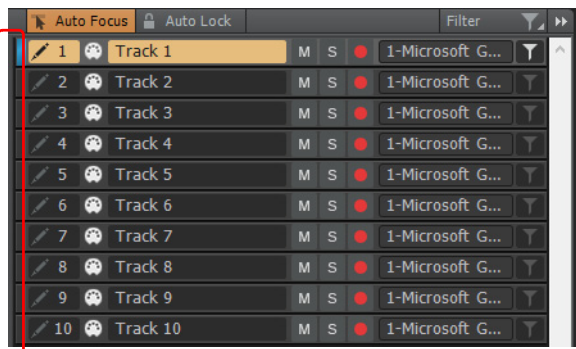 Auto Focus Auto Lock Filter
1 Track 1 M S 1-Microsoft G...
2 Track 2 M S 1-Microsoft G...
3 Track 3 M S 1-Microsoft G...
4 Track 4 M S 1-Microsoft G...
5 Track 5 M S 1-Microsoft G...
6 Track 6 M S 1-Microsoft G...
7 Track 7 M S 1-Microsoft G...
8 Track 8 M S 1-Microsoft G...
9 Track 9 M S 1-Microsoft G...
10 Track 10 M S 1-Microsoft G...